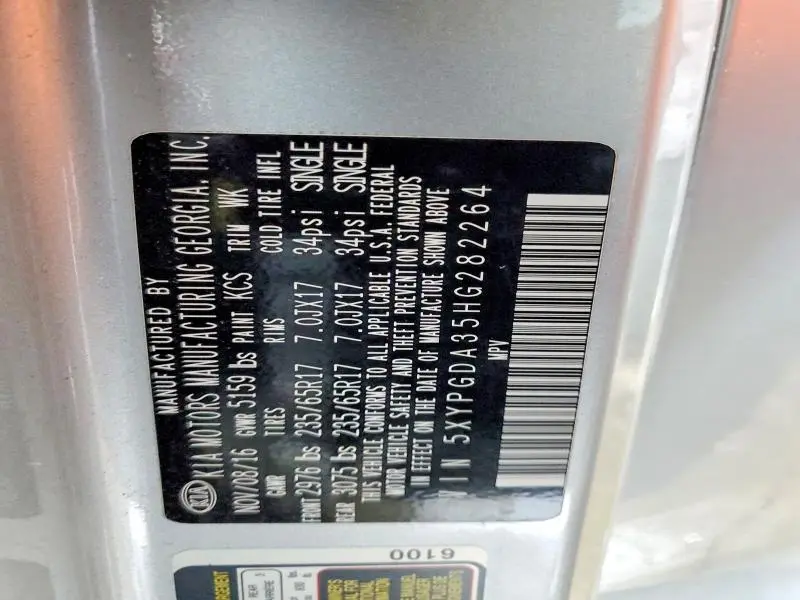 MANUFACTURED BY
KIA KIA MOTORS MANUFACTURING GEORGIA, INC.
NOV/08/16 GVWR 5159 lbs PAINT KCS TRIM WK
GAWR TIRES RIMS COLD TIRE INFL
FRONT 2976 lbs 235/65R17 7.0JX17 34psi SINGLE
REAR 3075 lbs 235/65R17 7.0JX17 34psi SINGLE
THIS VEHICLE CONFORMS TO ALL APPLICABLE U.S.A. FEDERAL
MOTOR VEHICLE SAFETY AND THEFT PREVENTION STANDARDS
IN EFFECT ON THE DATE OF MANUFACTURE SHOWN ABOVE
VIN 5XYPGDA35HG282264
MPV
6100
REAR